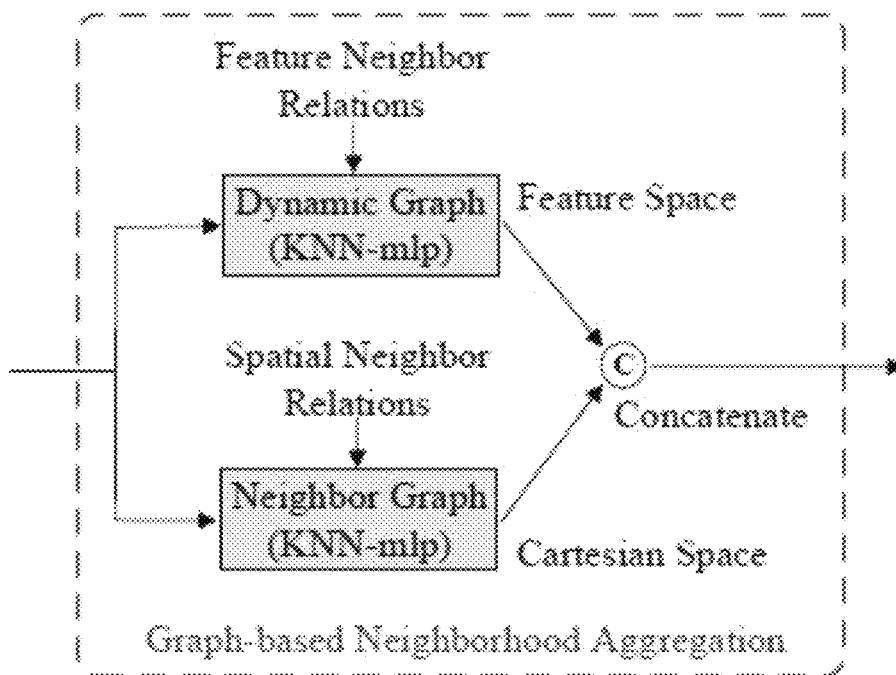 Feature Neighbor
Relations
Dynamic Graph
(KNN-mlp)
Feature Space
Spatial Neighbor
Relations
C
Concatenate
Neighbor Graph
(KNN-mlp)
Cartesian Space
Graph-based Neighborhood Aggregation